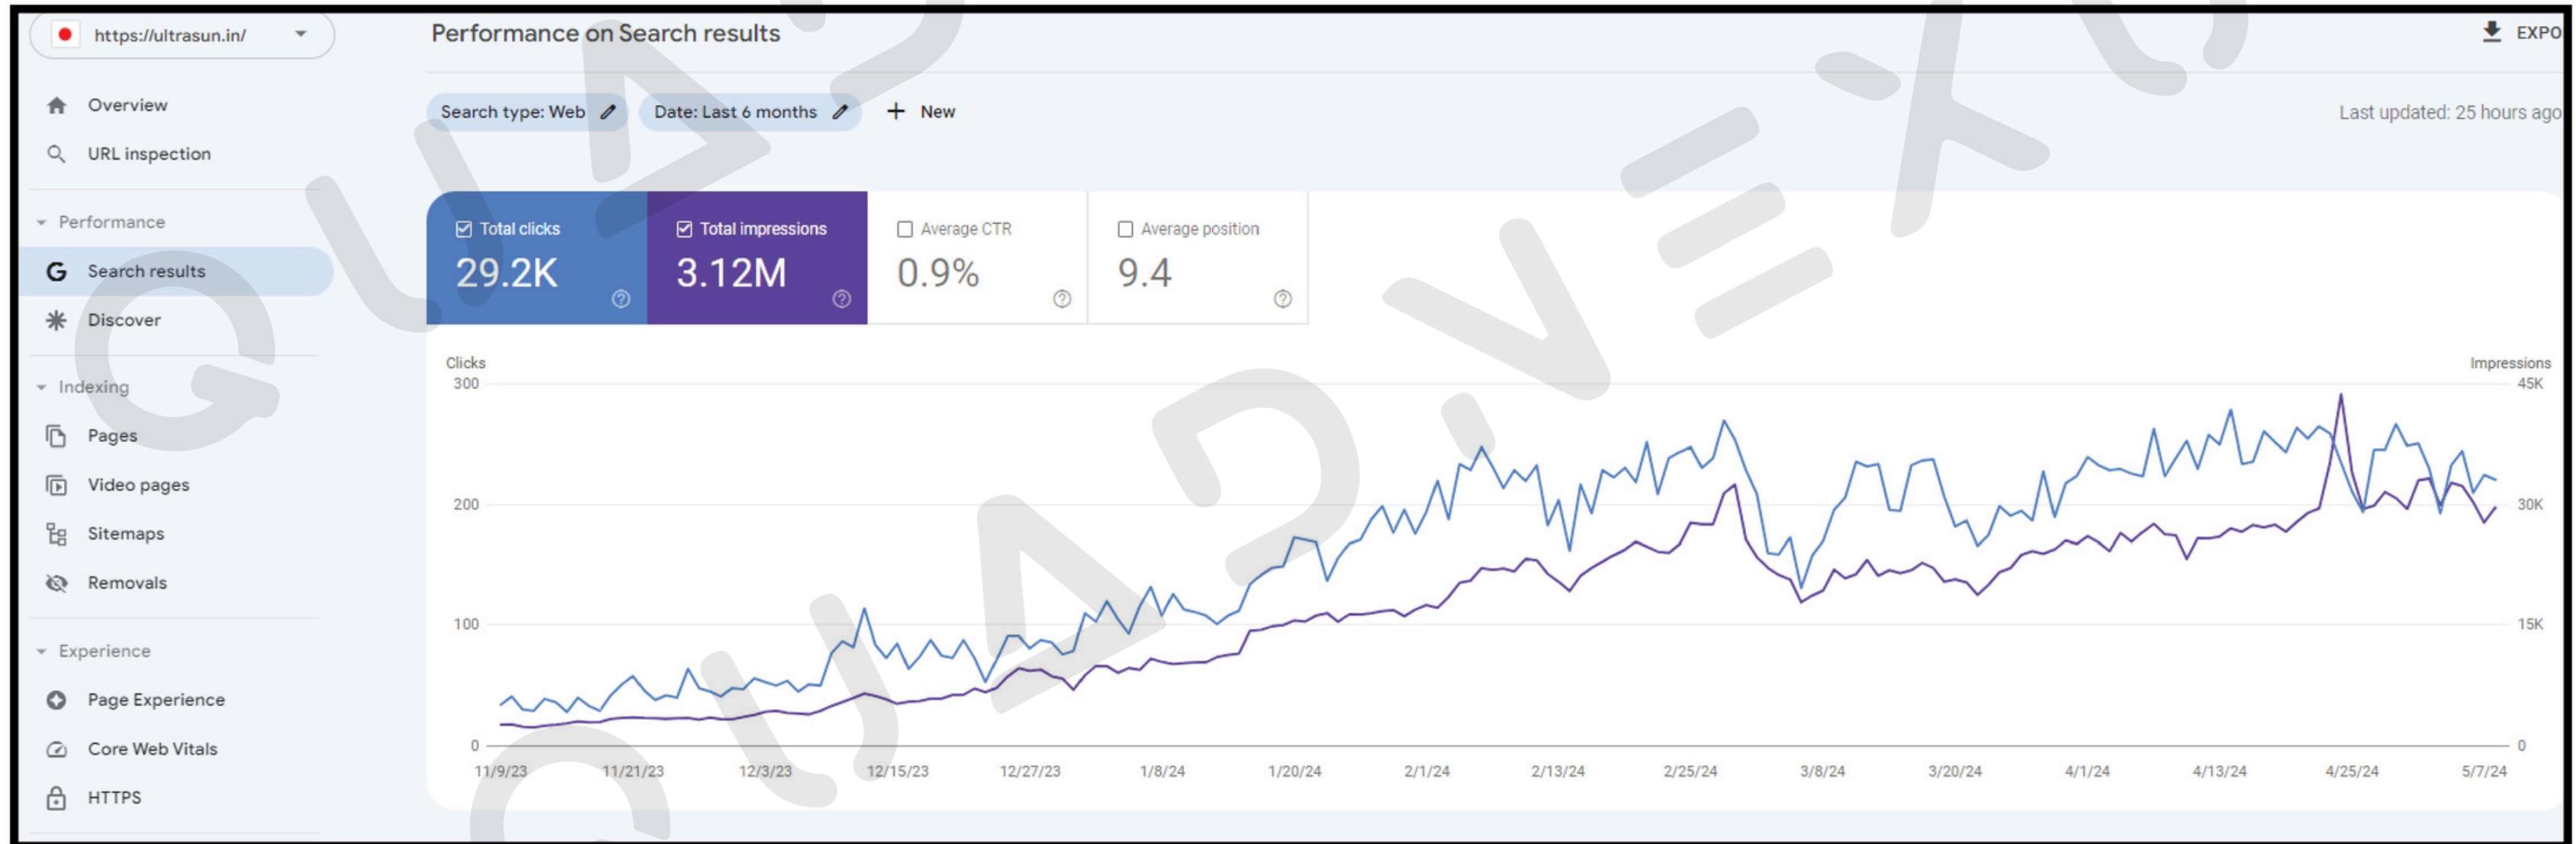 https://ultrasun.in/
Overview
URL inspection
Performance
Search results
Discover
Indexing
Pages
Video pages
Sitemaps
Removals
Experience
Page Experience
Core Web Vitals
HTTPS
Performance on Search results
EXPO
Search type: Web
Date: Last 6 months
+ New
Last updated: 25 hours ago
Total clicks
29.2K
Total impressions
3.12M
Average CTR
0.9%
Average position
9.4
Clicks
Impressions
300
45K
200
30K
100
15K
0
0
11/9/23 11/21/23 12/3/23 12/15/23 12/27/23 1/8/24 1/20/24 2/1/24 2/13/24 2/25/24 3/8/24 3/20/24 4/1/24 4/13/24 4/25/24 5/7/24